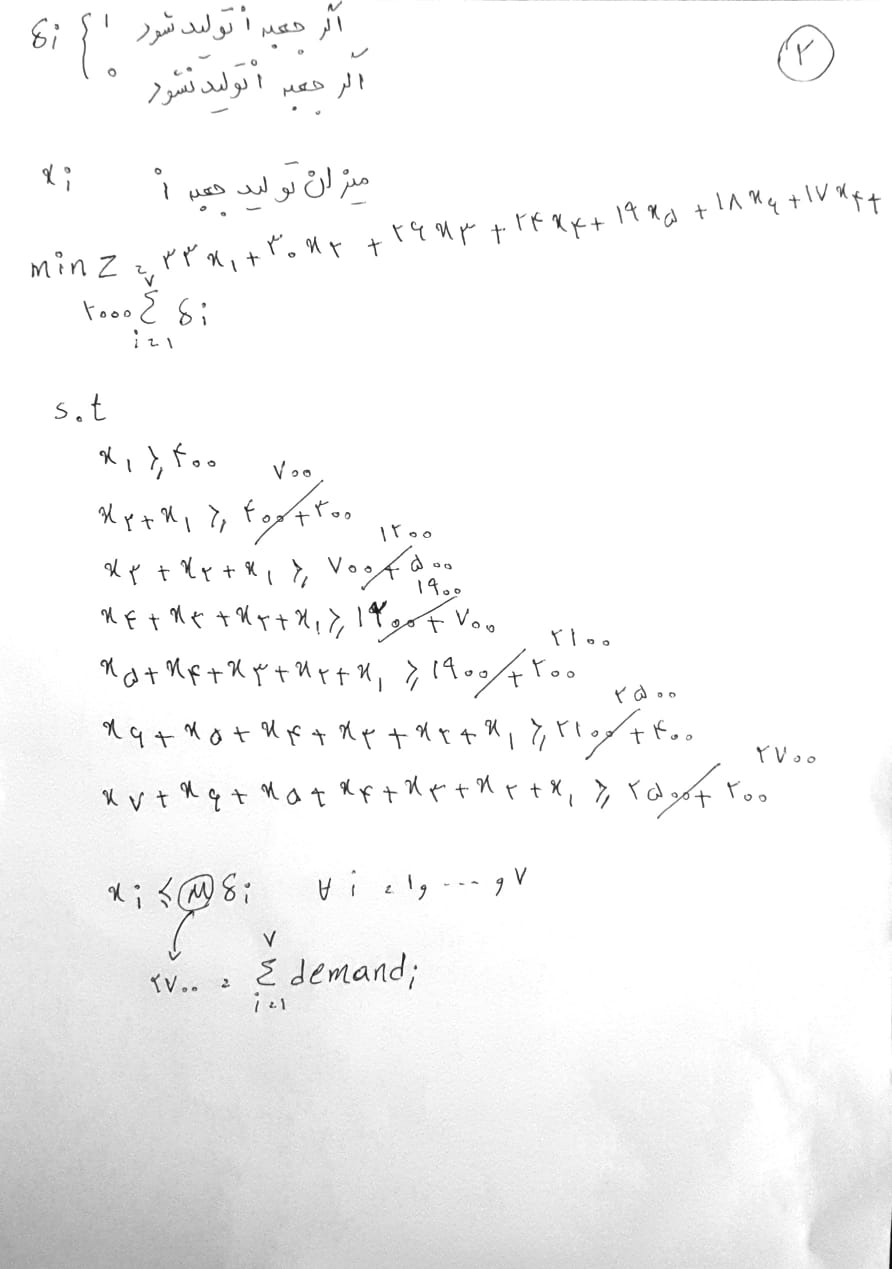 ۲
δi { ۱ اگر جعبه i تولید شود
۰ اگر جعبه i تولید نشود
xi میزان تولید جعبه i
min Z = ۳۳x۱ + ۳۰x۲ + ۲۶x۳ + ۲۴x۴ + ۱۹x۵ + ۱۸x۶ + ۱۷x۷ +
۲۰۰۰ Σ_{i=۱}^{۷} δi
s.t
x۱ ≥ ۴۰۰
x۲ + x۱ ≥ ۴۰۰ + ۳۰۰ ۷۰۰
x۳ + x۲ + x۱ ≥ ۷۰۰ + ۵۰۰ ۱۲۰۰
x۴ + x۳ + x۲ + x۱ ≥ ۱۲۰۰ + ۷۰۰ ۱۹۰۰
x۵ + x۴ + x۳ + x۲ + x۱ ≥ ۱۹۰۰ + ۲۰۰ ۲۱۰۰
x۶ + x۵ + x۴ + x۳ + x۲ + x۱ ≥ ۲۱۰۰ + ۴۰۰ ۲۵۰۰
x۷ + x۶ + x۵ + x۴ + x۳ + x۲ + x۱ ≥ ۲۵۰۰ + ۲۰۰ ۲۷۰۰
xi ≤ M δi ∀ i = ۱, ..., ۷
۲۷۰۰ = Σ_{i=۱}^{۷} demandi